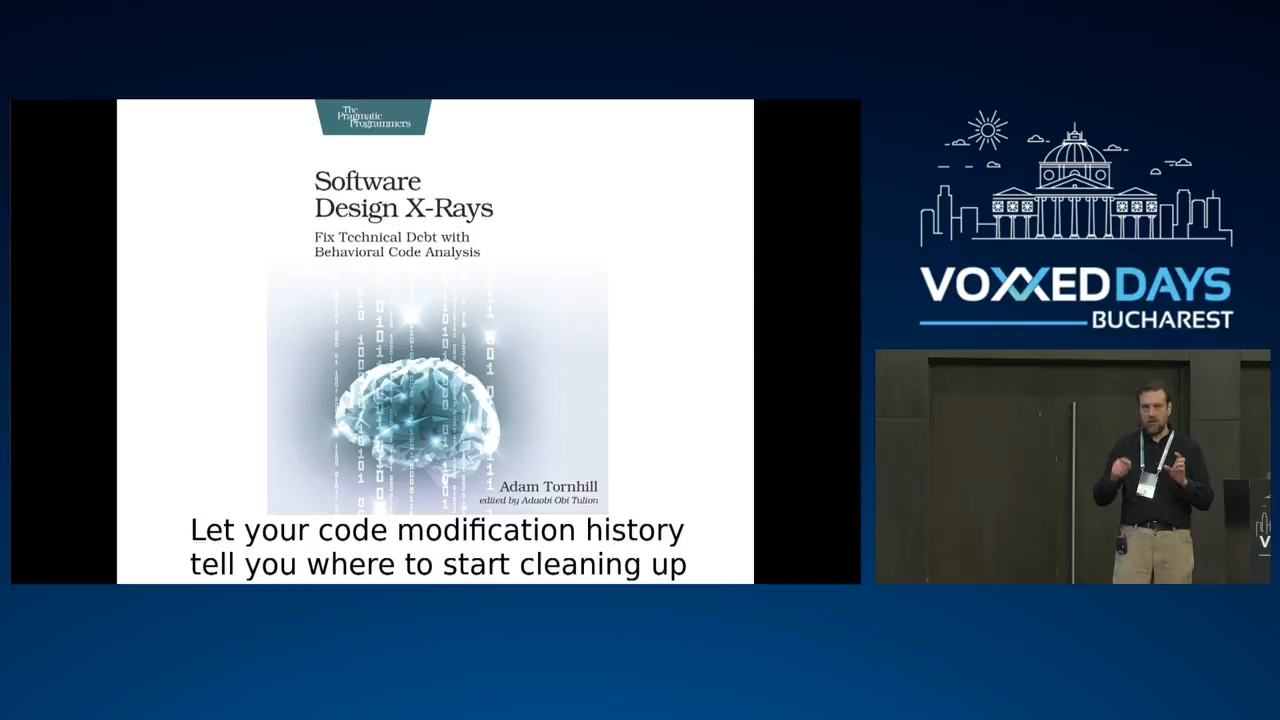 The
Pragmatic
Programmers
Software
Design X-Rays
Fix Technical Debt with
Behavioral Code Analysis
Adam Tornhill
edited by Adaobi Obi Tulton
Let your code modification history
tell you where to start cleaning up
VOXXED DAYS
BUCHAREST